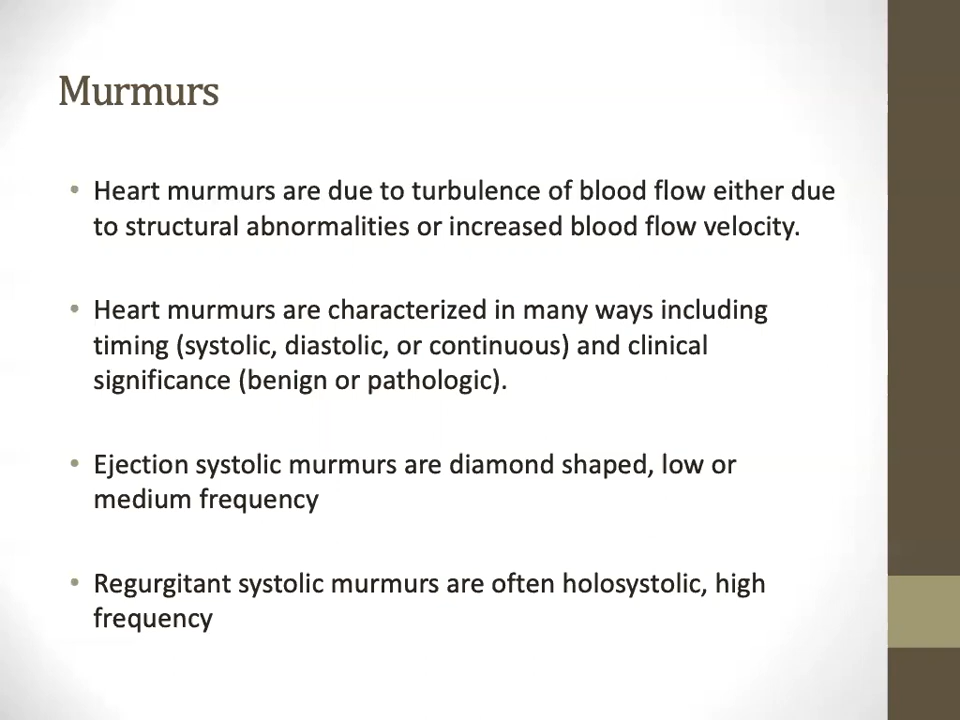 Murmurs
• Heart murmurs are due to turbulence of blood flow either due
to structural abnormalities or increased blood flow velocity.
• Heart murmurs are characterized in many ways including
timing (systolic, diastolic, or continuous) and clinical
significance (benign or pathologic).
• Ejection systolic murmurs are diamond shaped, low or
medium frequency
• Regurgitant systolic murmurs are often holosystolic, high
frequency